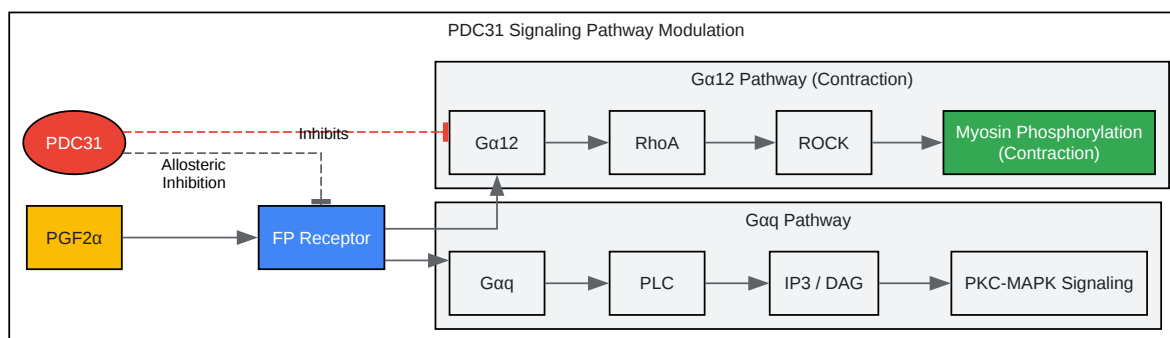 PDC31 Signaling Pathway Modulation
Gα12 Pathway (Contraction)
PDC31
Inhibits
Allosteric
Inhibition
Gα12
RhoA
ROCK
Myosin Phosphorylation
(Contraction)
PGF2α
FP Receptor
Gαq Pathway
Gαq
PLC
IP3 / DAG
PKC-MAPK Signaling